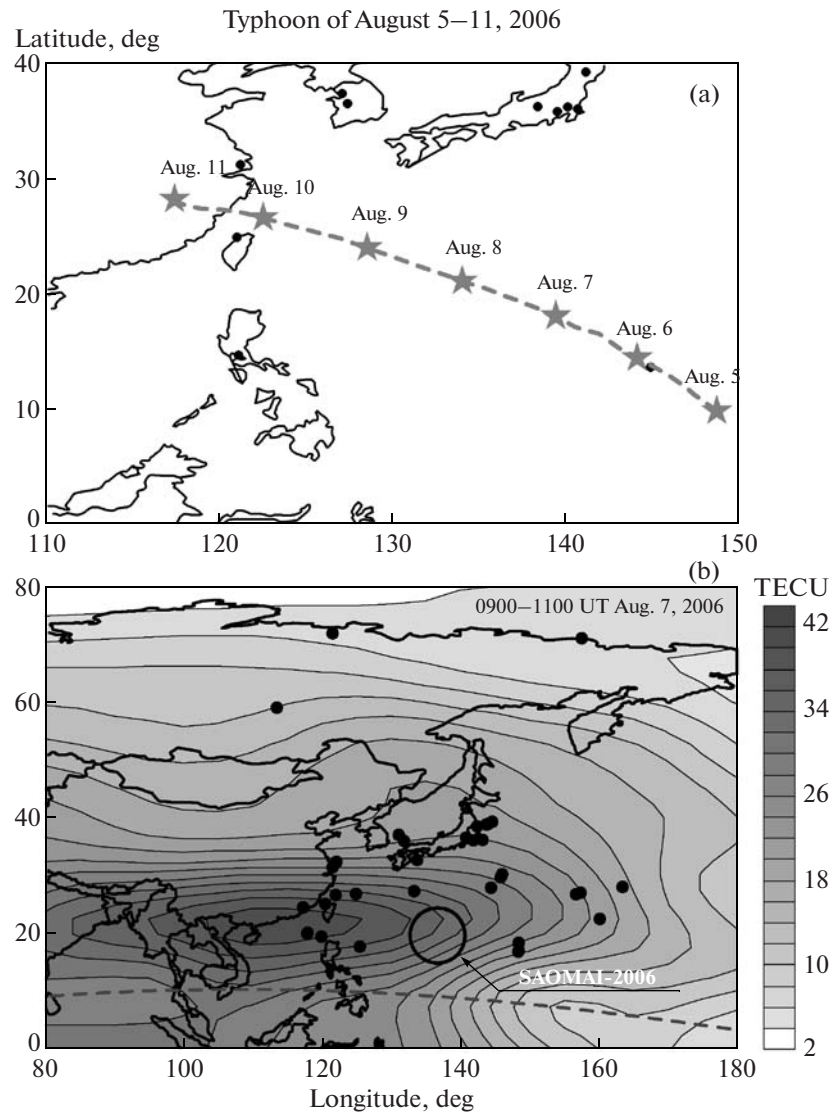 Typhoon of August 5–11, 2006
Latitude, deg
40
(a)
30
Aug. 11
Aug. 10
Aug. 9
Aug. 8
20
Aug. 7
Aug. 6
Aug. 5
10
0
110 120 130 140 150
(b)
80
0900–1100 UT Aug. 7, 2006
TECU
42
60
34
26
40
18
20
SAOMAI-2006
10
0
2
80 100 120 140 160 180
Longitude, deg